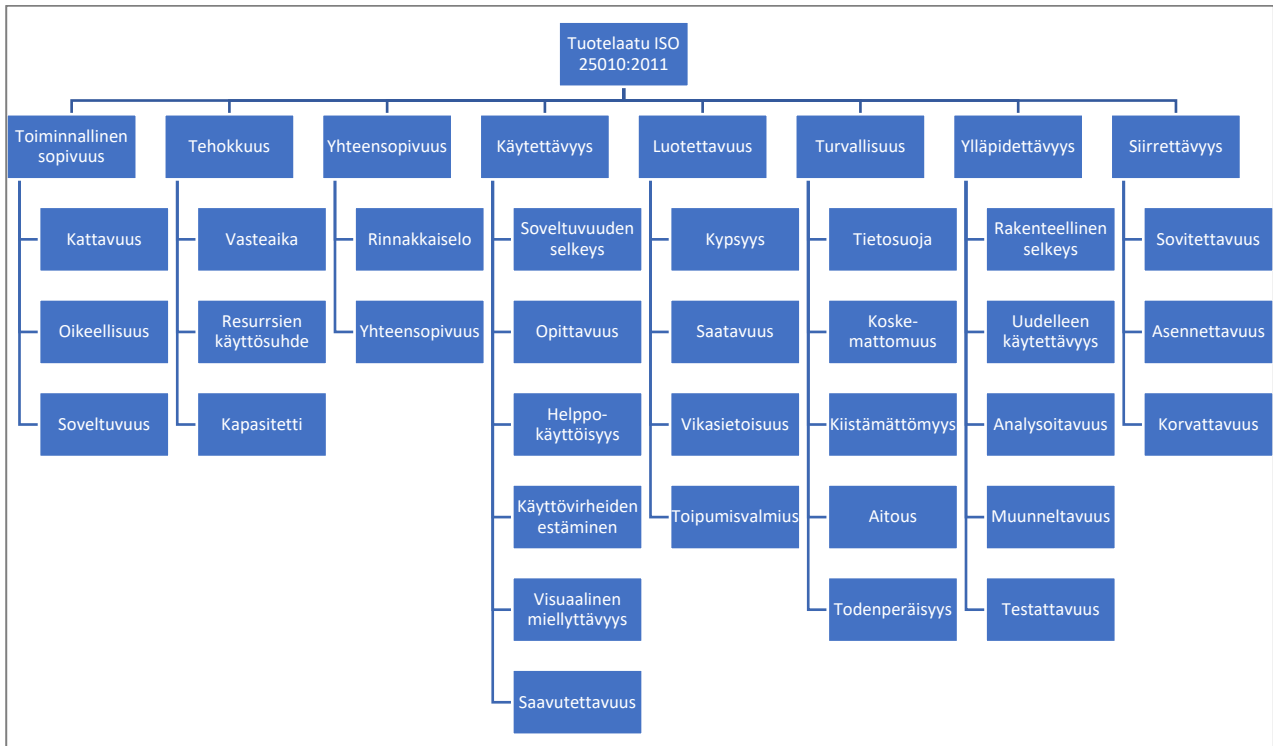 Tuotelaatu ISO
25010:2011
Toiminnallinen
sopivuus
Tehokkuus
Yhteensopivuus
Käytettävyys
Luotettavuus
Turvallisuus
Ylläpidettävyys
Siirrettävyys
Kattavuus
Oikeellisuus
Soveltuvuus
Vasteaika
Resurrsien
käyttösuhde
Kapasitetti
Rinnakkaiselo
Yhteensopivuus
Soveltuvuuden
selkeys
Opittavuus
Helppo-
käyttöisyys
Käyttövirheiden
estäminen
Visuaalinen
miellyttävyys
Saavutettavuus
Kypsyys
Saatavuus
Vikasietoisuus
Toipumisvalmius
Tietosuoja
Koske-
mattomuus
Kiistämättömyys
Aitous
Todenperäisyys
Rakenteellinen
selkeys
Uudelleen
käytettävyys
Analysoitavuus
Muunneltavuus
Testattavuus
Sovitettavuus
Asennettavuus
Korvattavuus